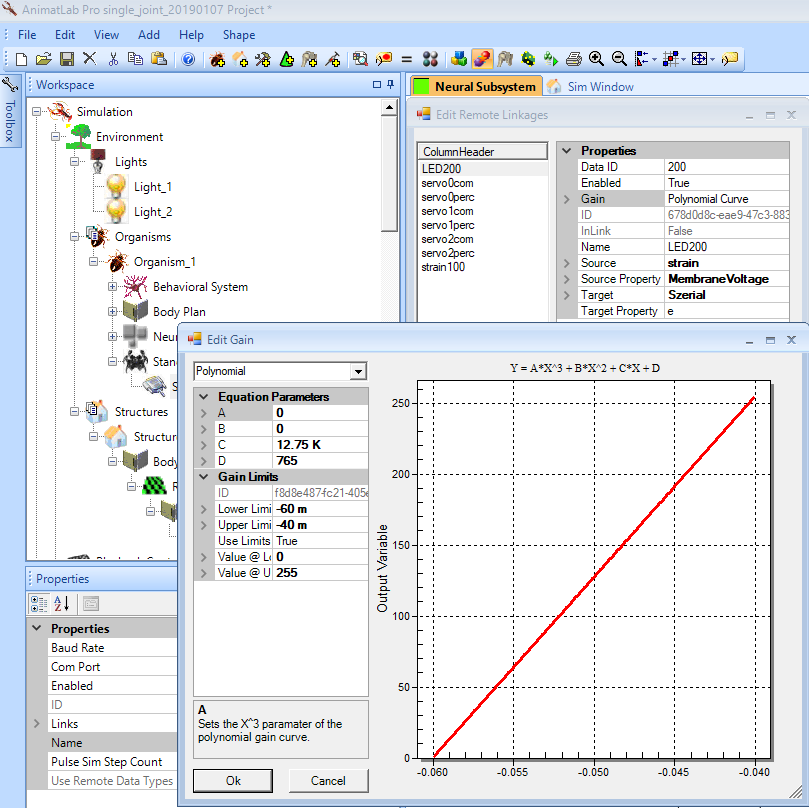 AnimatLab Pro single_joint_20190107 Project *
File Edit View Add Help Shape
Toolbox
Workspace
Simulation
Environment
Lights
Light_1
Light_2
Organisms
Organism_1
Behavioral System
Body Plan
Neu
Stan
S
Structures
Structur
Body
Neural Subsystem Sim Window
Edit Remote Linkages
ColumnHeader
LED200
servo0com
servo0perc
servo1com
servo1perc
servo2com
servo2perc
strain100
Properties
Data ID 200
Enabled True
Gain Polynomial Curve
ID 678d0d8c-eae9-47c3-883
InLink False
Name LED200
Source strain
Source Property MembraneVoltage
Target Szerial
Target Property e
Edit Gain
Polynomial
Equation Parameters
A 0
B 0
C 12.75 K
D 765
Gain Limits
ID f8d8e487-fc21-405e
Lower Limi -60 m
Upper Limi -40 m
Use Limits True
Value @ Lo 0
Value @ U 255
A
Sets the X^3 paramater of the
polynomial gain curve.
Ok Cancel
Y = A*X^3 + B*X^2 + C*X + D
Output Variable
250
200
150
100
50
0
-0.060 -0.055 -0.050 -0.045 -0.040
Properties
Properties
Baud Rate
Com Port
Enabled
ID
Links
Name
Pulse Sim Step Count
Use Remote Data Types